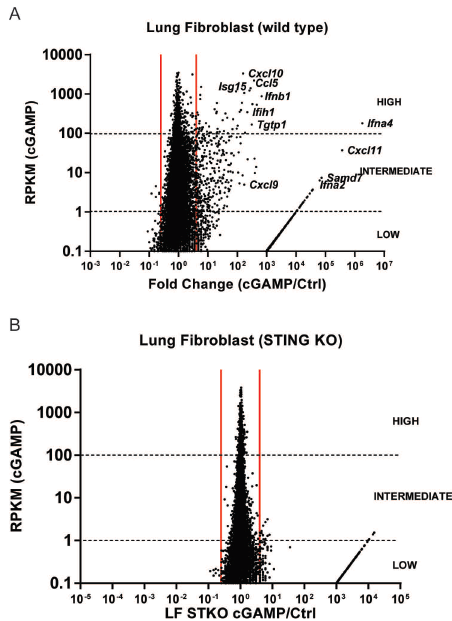 A
Lung Fibroblast (wild type)
RPKM (cGAMP)
10000
1000
100
10
1
0.1
Cxcl10
Ccl5
Isg15
Ifnb1
Ifih1
Tgtp1
Ifna4
Cxcl11
Samd7
Ifna2
Cxcl9
HIGH
INTERMEDIATE
LOW
10-3 10-2 10-1 100 101 102 103 104 105 106 107
Fold Change (cGAMP/Ctrl)
B
Lung Fibroblast (STING KO)
RPKM (cGAMP)
10000
1000
100
10
1
0.1
HIGH
INTERMEDIATE
LOW
10-5 10-4 10-3 10-2 10-1 100 101 102 103 104 105
LF STKO cGAMP/Ctrl